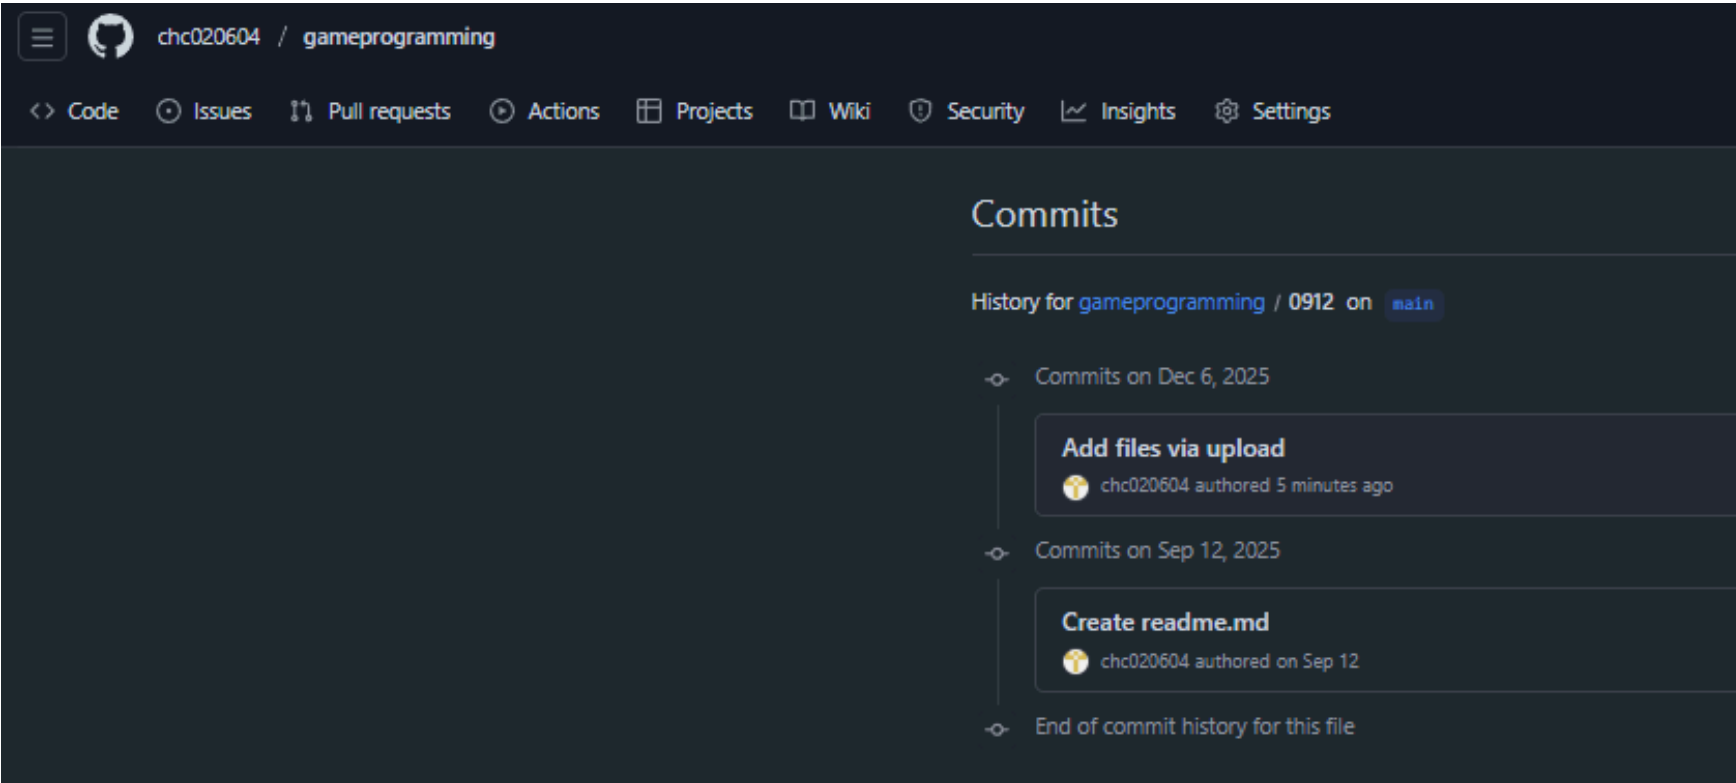 chc020604 / gameprogramming
Code Issues Pull requests Actions Projects Wiki Security Insights Settings
Commits
History for gameprogramming / 0912 on main
Commits on Dec 6, 2025
Add files via upload
chc020604 authored 5 minutes ago
Commits on Sep 12, 2025
Create readme.md
chc020604 authored on Sep 12
End of commit history for this file